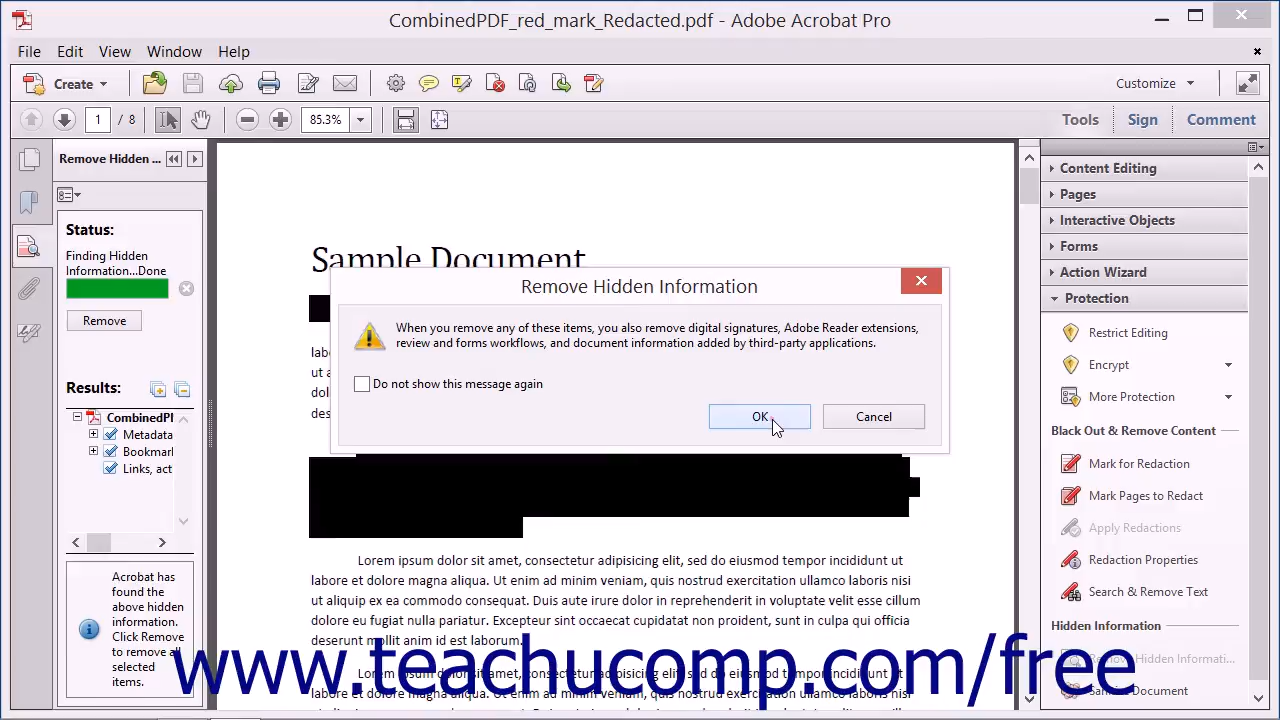 CombinedPDF_red_mark_Redacted.pdf - Adobe Acrobat Pro
File Edit View Window Help
Create
Customize
1 / 8
85.3%
Tools Sign Comment
Remove Hidden ...
Status:
Finding Hidden
Information...Done
Remove
Results:
CombinedPI
Metadata
Bookmar
Links, act
Acrobat has
found the
above hidden
information.
Click Remove
to remove all
selected
items.
Sample Document
Remove Hidden Information
When you remove any of these items, you also remove digital signatures, Adobe Reader extensions,
review and forms workflows, and document information added by third-party applications.
Do not show this message again
OK Cancel
Lorem ipsum dolor sit amet, consectetur adipisicing elit, sed do eiusmod tempor incididunt ut
labore et dolore magna aliqua. Ut enim ad minim veniam, quis nostrud exercitation ullamco laboris nisi
ut aliquip ex ea commodo consequat. Duis aute irure dolor in reprehenderit in voluptate velit esse cillum
dolore eu fugiat nulla pariatur. Excepteur sint occaecat cupidatat non proident, sunt in culpa qui officia
deserunt mollit anim id est laborum.
Content Editing
Pages
Interactive Objects
Forms
Action Wizard
Protection
Restrict Editing
Encrypt
More Protection
Black Out & Remove Content
Mark for Redaction
Mark Pages to Redact
Apply Redactions
Redaction Properties
Search & Remove Text
Hidden Information
Remove Hidden Informati...
www.teachucomp.com/free